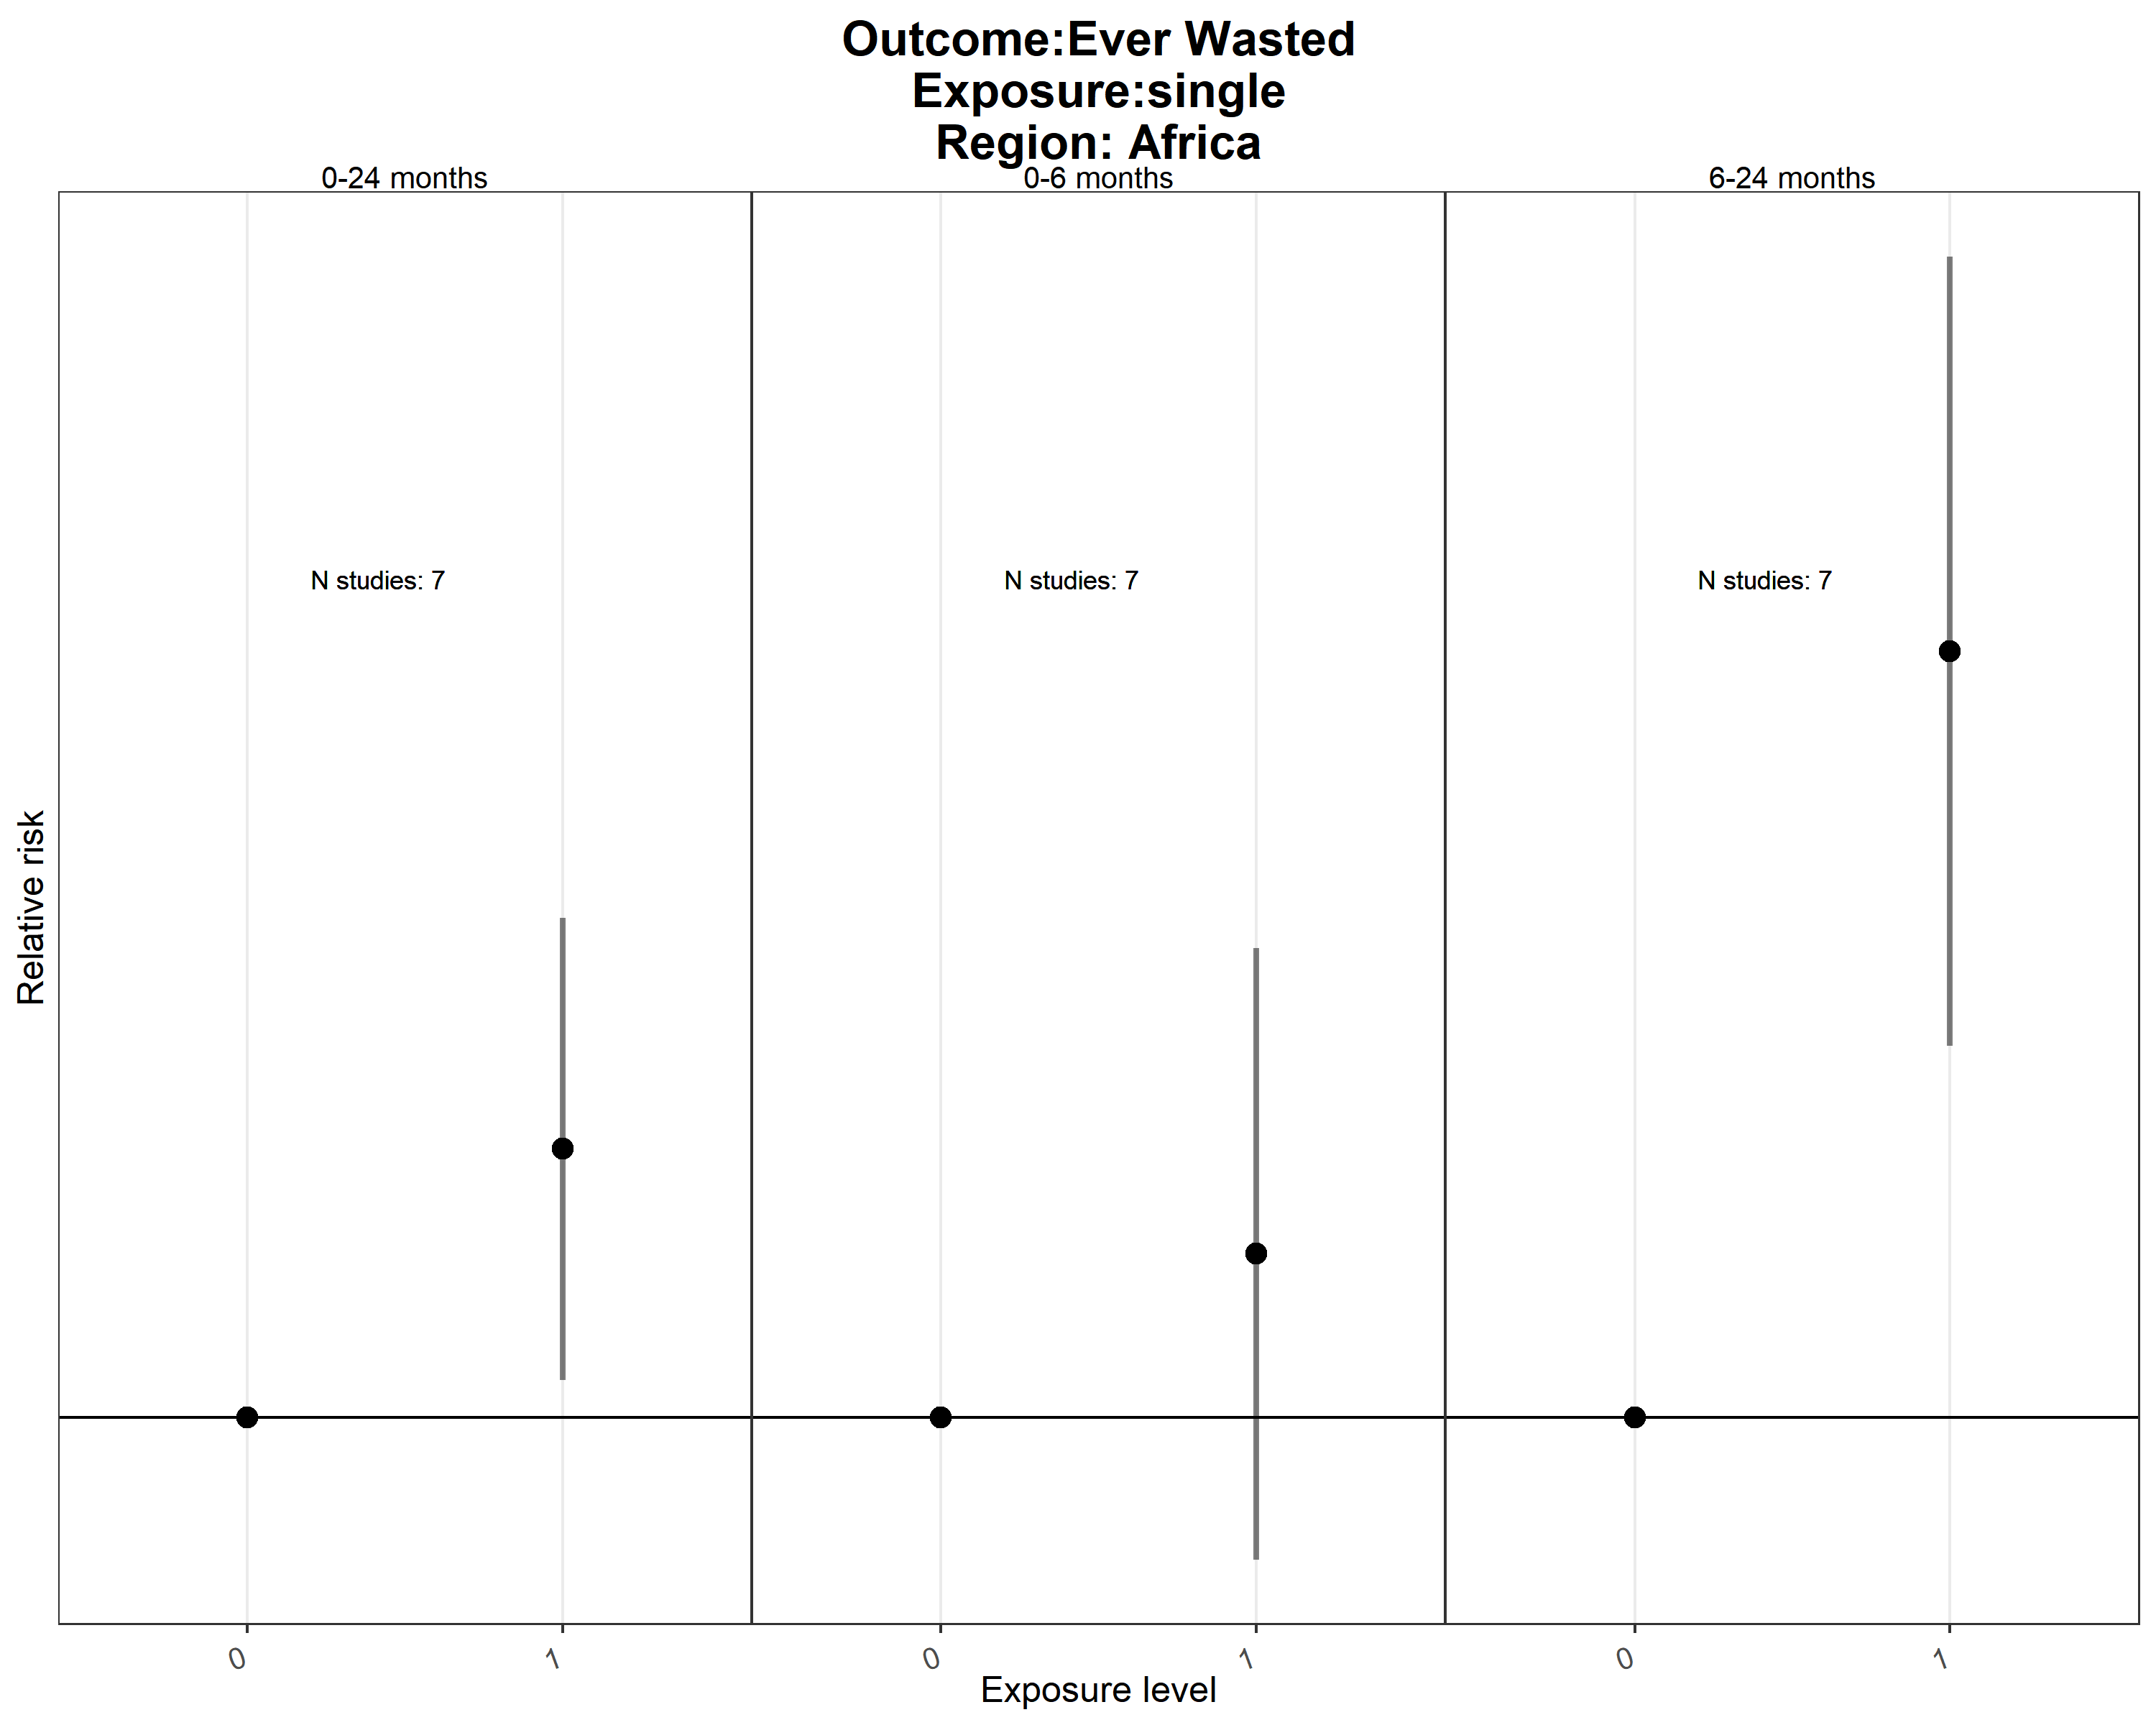 Outcome:Ever Wasted
Exposure:single
Region: Africa
0-24 months
0-6 months
6-24 months
N studies: 7
N studies: 7
N studies: 7
Relative risk
0
1
0
1
0
1
Exposure level